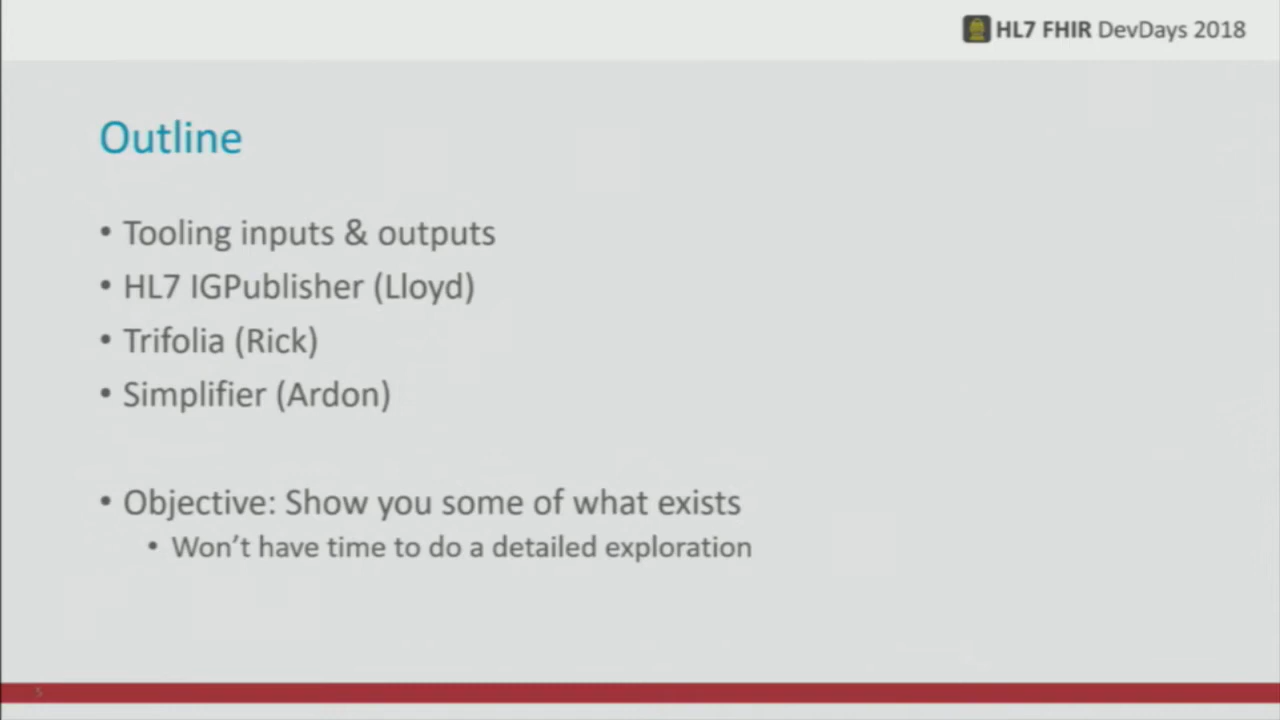 HL7 FHIR DevDays 2018
Outline
• Tooling inputs & outputs
• HL7 IGPublisher (Lloyd)
• Trifolia (Rick)
• Simplifier (Ardon)
• Objective: Show you some of what exists
• Won't have time to do a detailed exploration
5